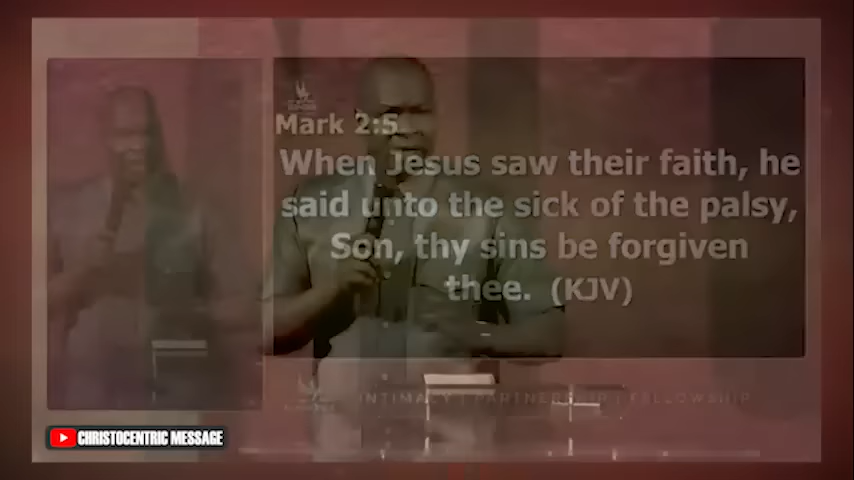 Mark 2:5
When Jesus saw their faith, he
said unto the sick of the palsy,
Son, thy sins be forgiven
thee. (KJV)
INTIMACY | PARTNERSHIP | FELLOWSHIP
CHRISTOCENTRIC MESSAGE